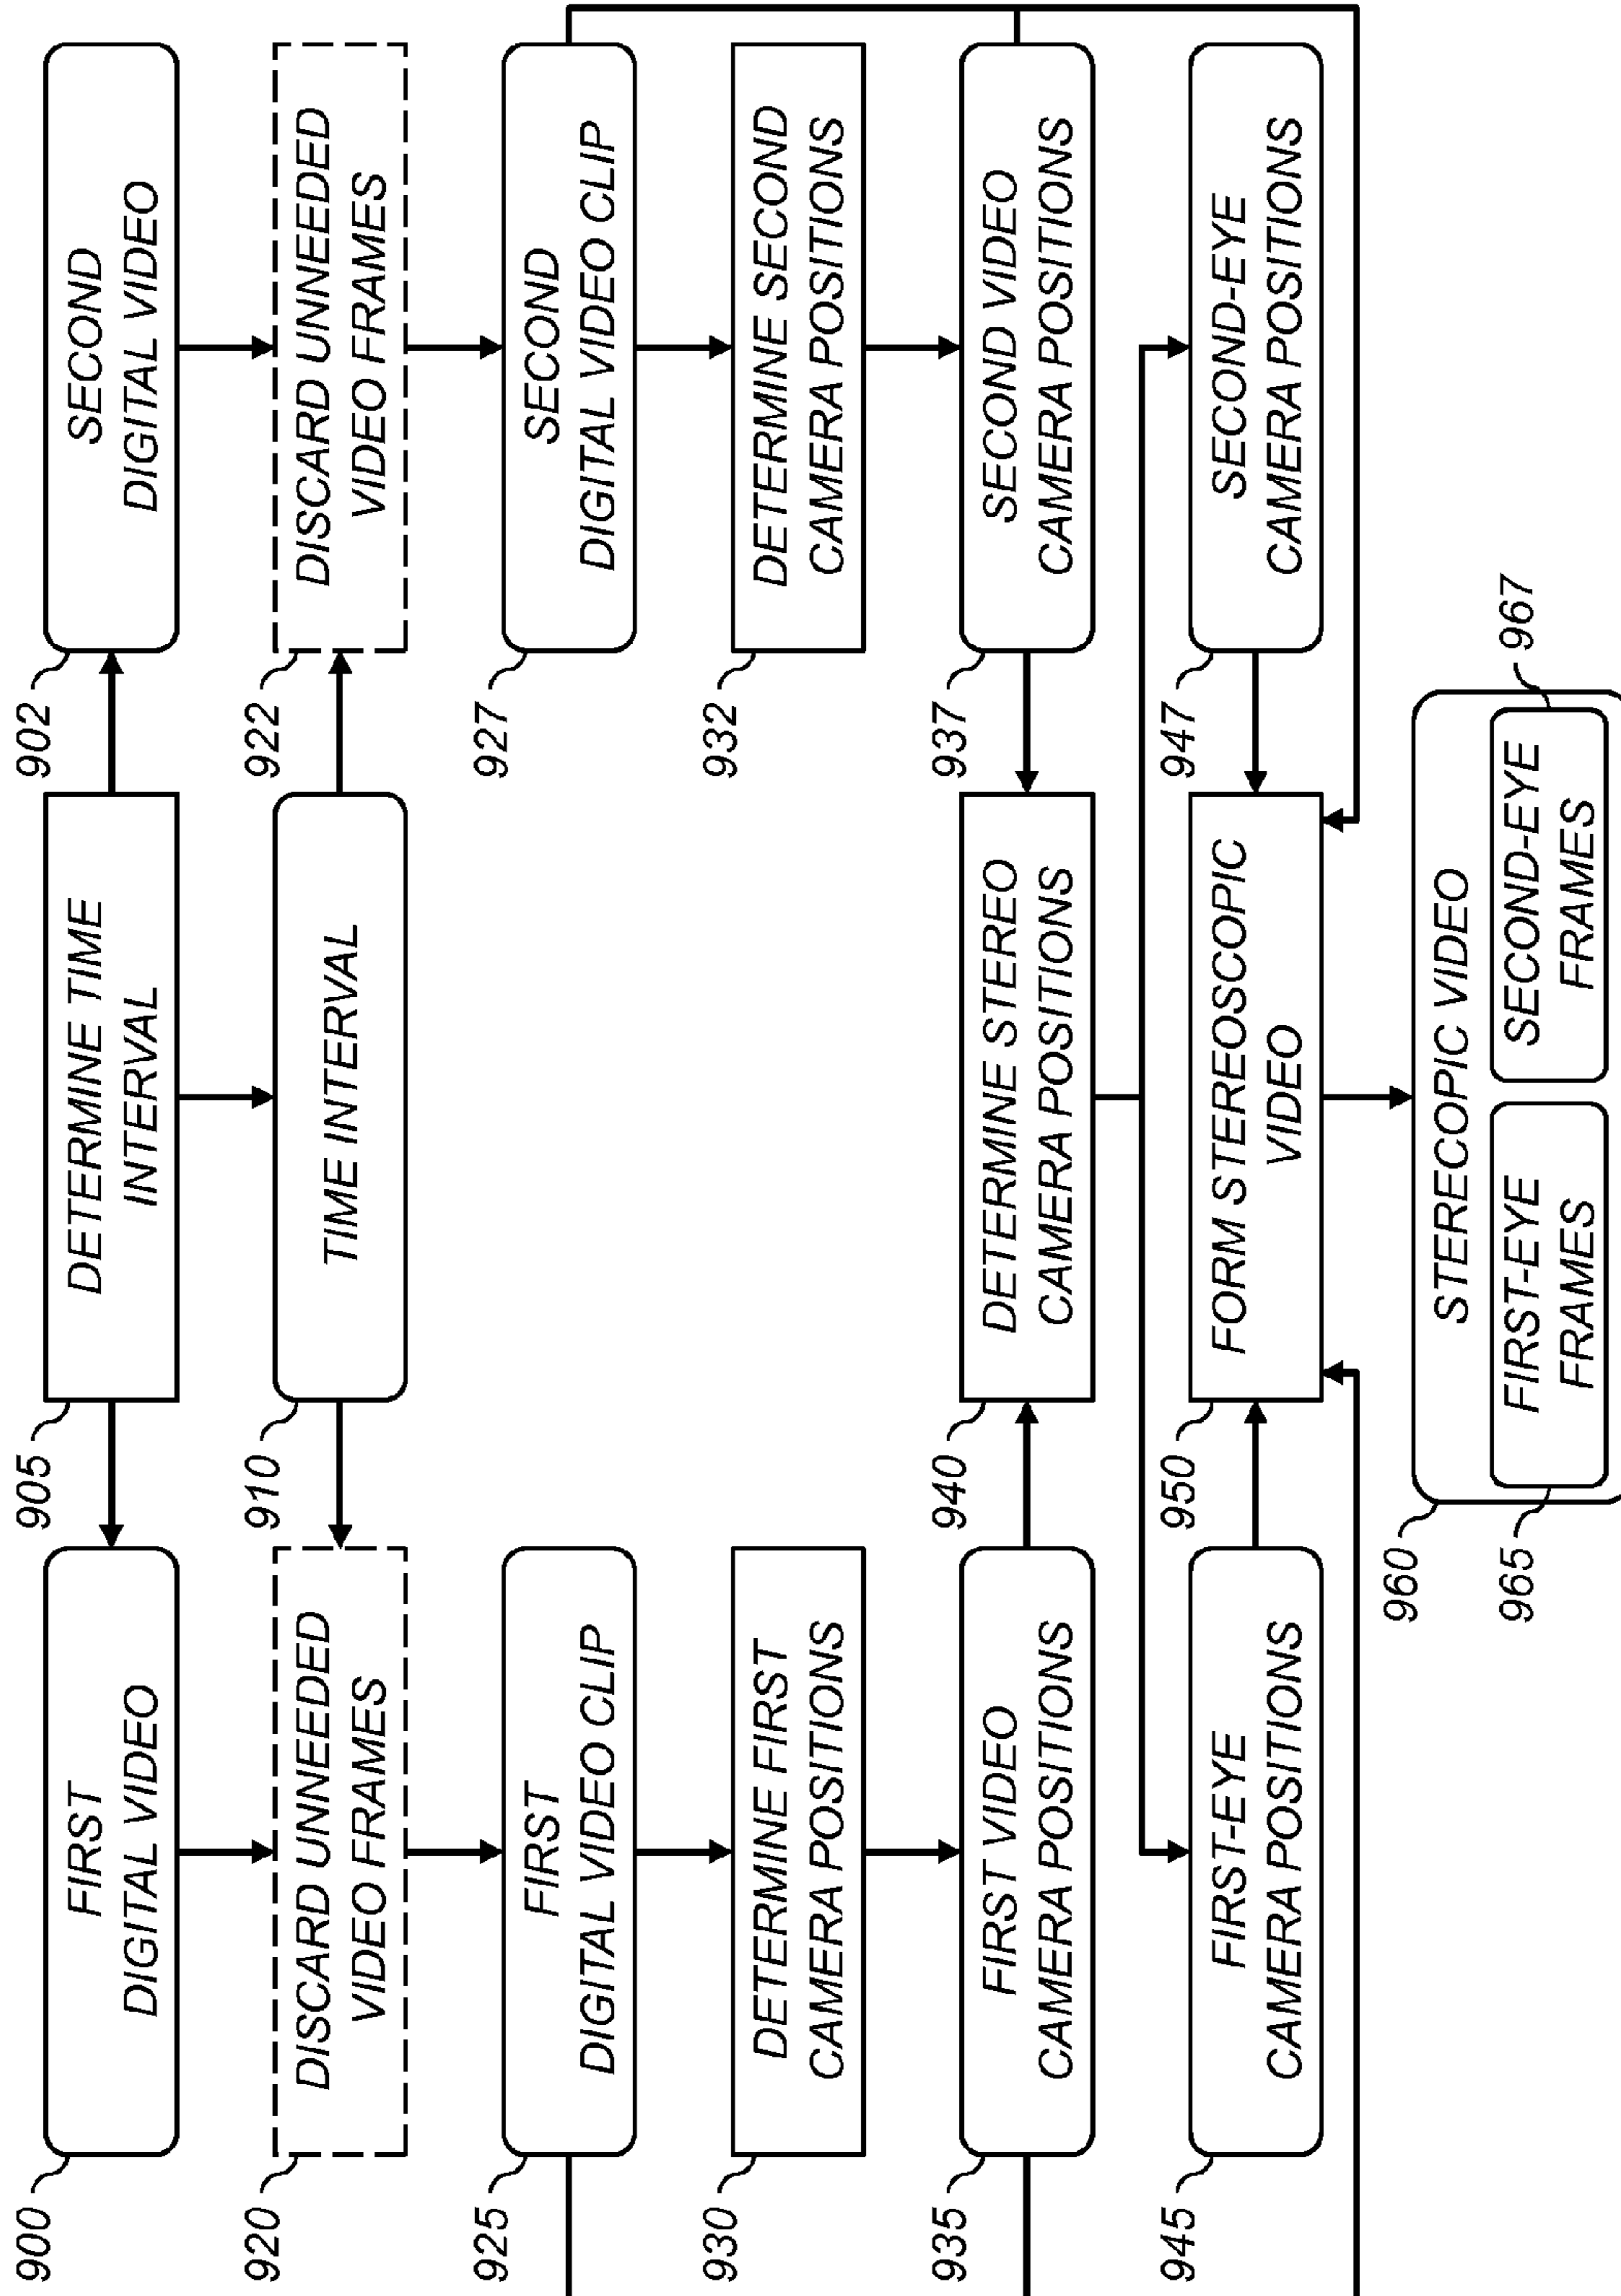 900
FIRST
DIGITAL VIDEO
905
DETERMINE TIME
INTERVAL
902
SECOND
DIGITAL VIDEO
920
DISCARD UNNEEDED
VIDEO FRAMES
910
TIME INTERVAL
922
DISCARD UNNEEDED
VIDEO FRAMES
925
FIRST
DIGITAL VIDEO CLIP
927
SECOND
DIGITAL VIDEO CLIP
930
DETERMINE FIRST
CAMERA POSITIONS
932
DETERMINE SECOND
CAMERA POSITIONS
935
FIRST VIDEO
CAMERA POSITIONS
940
DETERMINE STEREO
CAMERA POSITIONS
937
SECOND VIDEO
CAMERA POSITIONS
945
FIRST-EYE
CAMERA POSITIONS
950
FORM STEREOSCOPIC
VIDEO
947
SECOND-EYE
CAMERA POSITIONS
960
STERECOPIC VIDEO
965
FIRST-EYE
FRAMES
SECOND-EYE
FRAMES
967